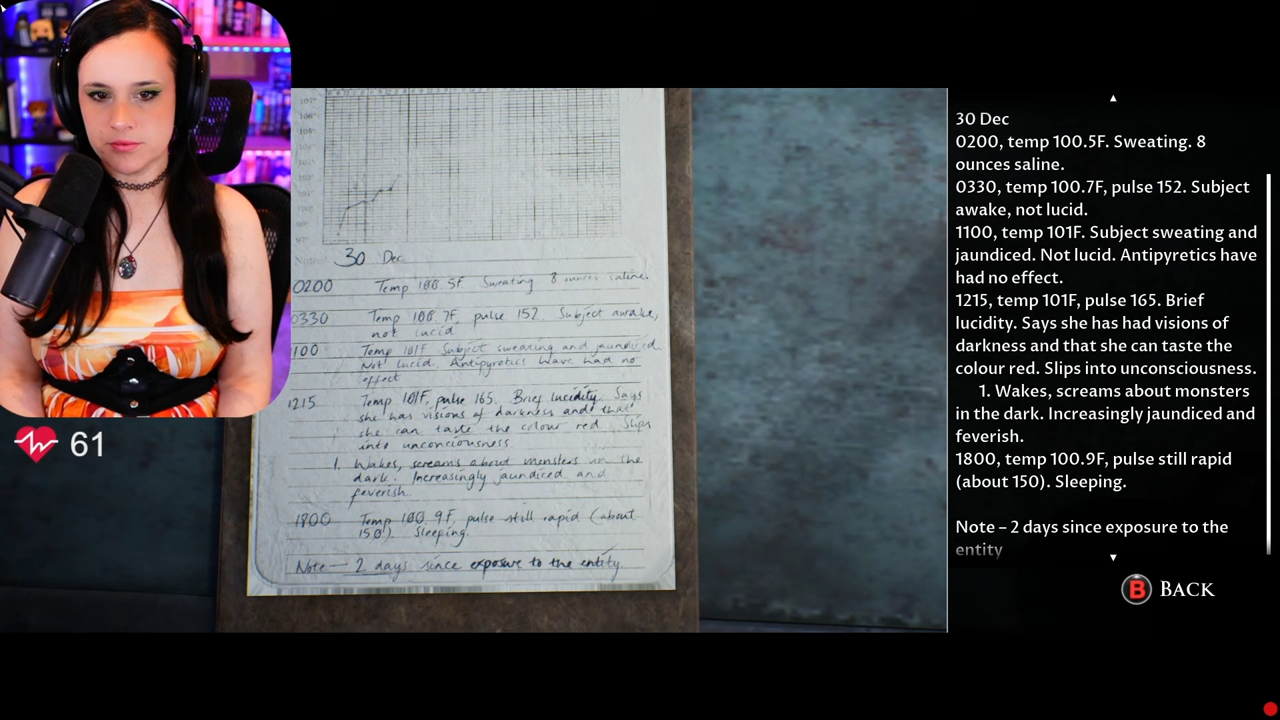 107°
106°
105°
30 Dec
0200 Temp 100.5F Sweating 8 ounces saline.
0330 Temp 100.7F pulse 152. Subject awake,
not lucid
1100 Temp 101F Subject swearing and jaundiced.
Not lucid. Antipyretics have had no
effect
1215 Temp 101F, pulse 165. Brief lucidity. Says
she has visions of darkness and that
she can taste the colour red. Slips
into unconciousness.
1. Wakes, screams about monsters in the
dark. Increasingly jaundiced and
feverish.
1800 Temp 100.9F, pulse still rapid (about
150). Sleeping.
Note — 2 days since exposure to the entity
61
30 Dec
0200, temp 100.5F. Sweating. 8
ounces saline.
0330, temp 100.7F, pulse 152. Subject
awake, not lucid.
1100, temp 101F. Subject sweating and
jaundiced. Not lucid. Antipyretics have
had no effect.
1215, temp 101F, pulse 165. Brief
lucidity. Says she has had visions of
darkness and that she can taste the
colour red. Slips into unconsciousness.
1. Wakes, screams about monsters
in the dark. Increasingly jaundiced and
feverish.
1800, temp 100.9F, pulse still rapid
(about 150). Sleeping.
Note – 2 days since exposure to the
entity
B BACK